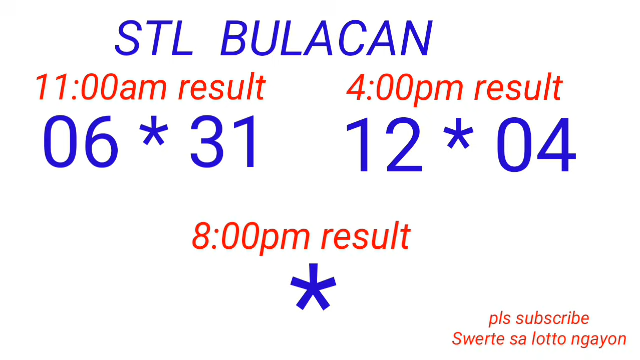 STL BULACAN
11:00am result 4:00pm result
06 * 31 12 * 04
8:00pm result
*
pls subscribe
Swerte sa lotto ngayon